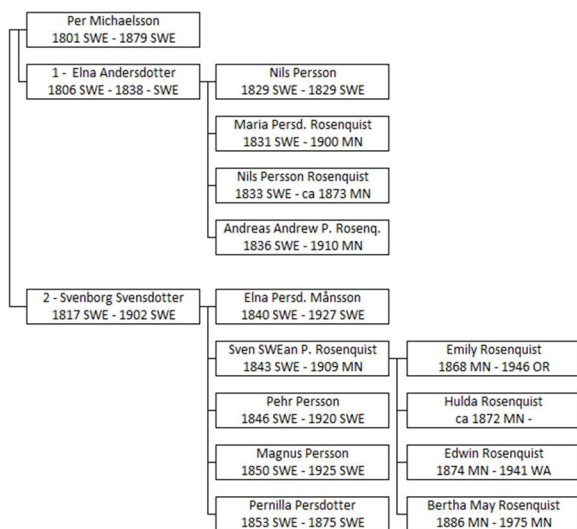 Per Michaelsson
1801 SWE - 1879 SWE
1 - Elna Andersdotter
1806 SWE - 1838 - SWE
Nils Persson
1829 SWE - 1829 SWE
Maria Persd. Rosenquist
1831 SWE - 1900 MN
Nils Persson Rosenquist
1833 SWE - ca 1873 MN
Andreas Andrew P. Rosenq.
1836 SWE - 1910 MN
2 - Svenborg Svensdotter
1817 SWE - 1902 SWE
Elna Persd. Månsson
1840 SWE - 1927 SWE
Sven SWEan P. Rosenquist
1843 SWE - 1909 MN
Emily Rosenquist
1868 MN - 1946 OR
Hulda Rosenquist
ca 1872 MN -
Edwin Rosenquist
1874 MN - 1941 WA
Bertha May Rosenquist
1886 MN - 1975 MN
Pehr Persson
1846 SWE - 1920 SWE
Magnus Persson
1850 SWE - 1925 SWE
Pernilla Persdotter
1853 SWE - 1875 SWE